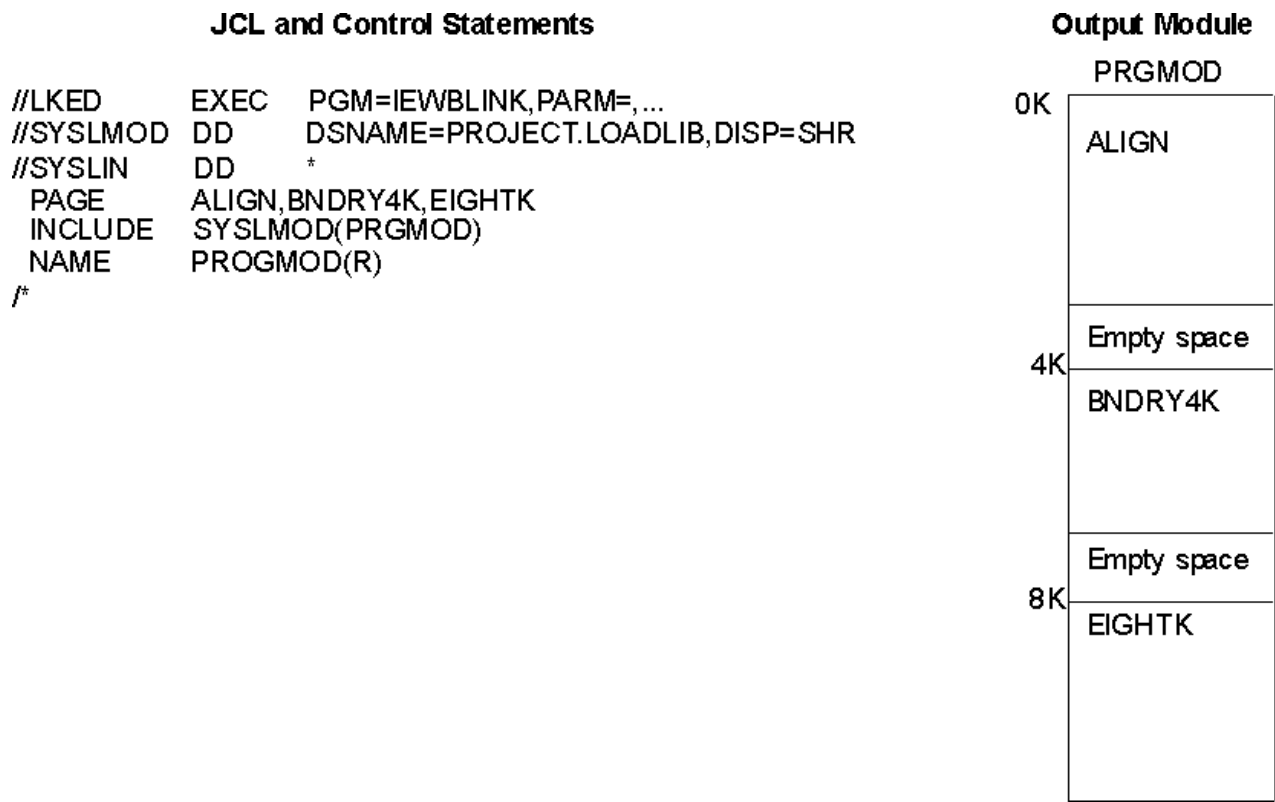 JCL and Control Statements
//LKED EXEC PGM=IEWBLINK,PARM=,...
//SYSLMOD DD DSNAME=PROJECT.LOADLIB,DISP=SHR
//SYSLIN DD *
PAGE ALIGN,BNDRY4K,EIGHTK
INCLUDE SYSLMOD(PRGMOD)
NAME PROGMOD(R)
/*
Output Module
PRGMOD
0K
ALIGN
Empty space
4K
BNDRY4K
Empty space
8K
EIGHTK